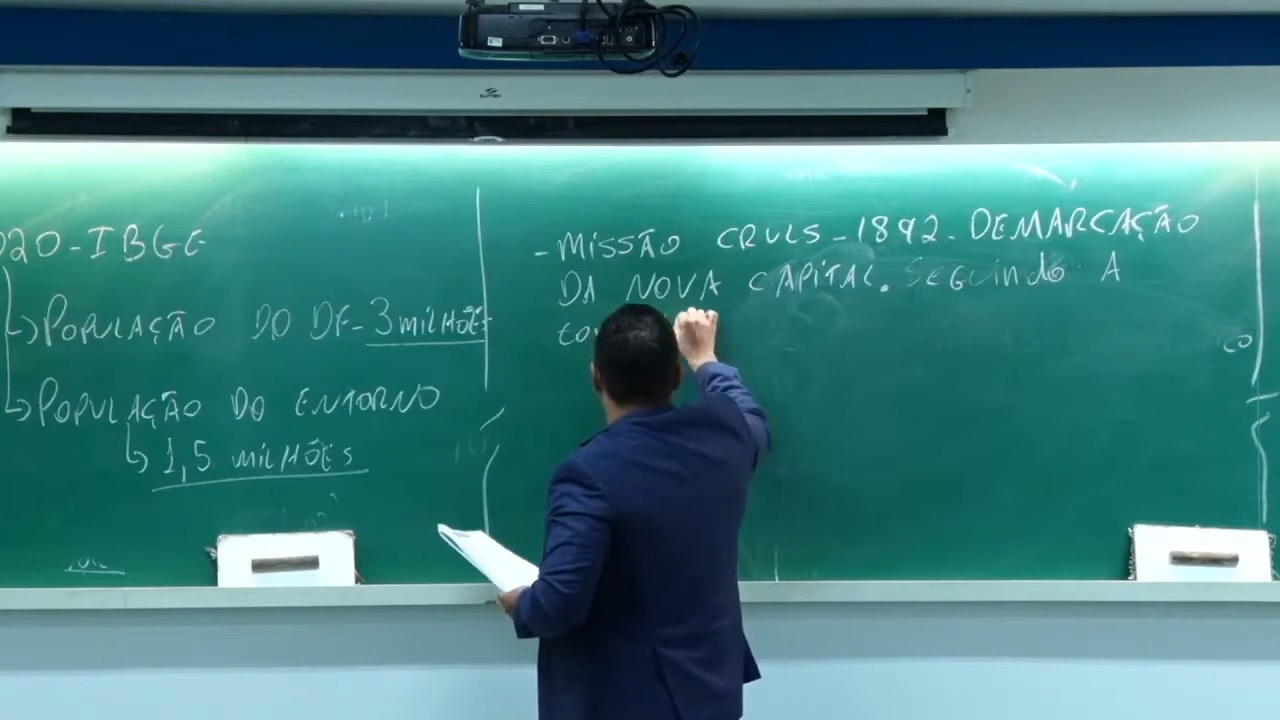 020-IBGE
→POPULAÇÃO DO DF-3 milHÕES
→POPULAÇÃO DO ENTORNO
↳1,5 milHÕES
-MISSÃO CRULS-1892. DEMARCAÇÃO
DA NOVA CAPITAL. SEGUINDO A